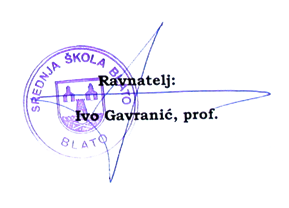 SREDNJA ŠKOLA BLATO
BLATO
Ravnatelj:
Ivo Gavranić, prof.